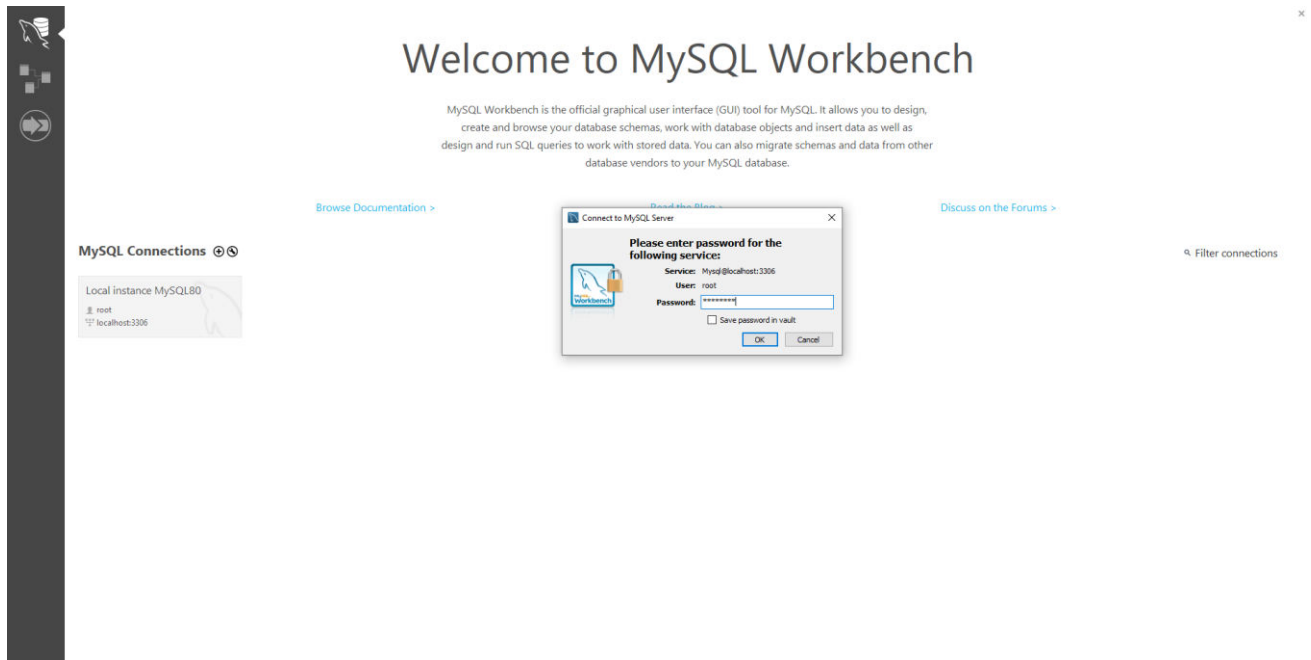 ×
Welcome to MySQL Workbench
MySQL Workbench is the official graphical user interface (GUI) tool for MySQL. It allows you to design,
create and browse your database schemas, work with database objects and insert data as well as
design and run SQL queries to work with stored data. You can also migrate schemas and data from other
database vendors to your MySQL database.
Browse Documentation >
Read the Blog >
Discuss on the Forums >
MySQL Connections
Filter connections
Local instance MySQL80
root
localhost:3306
Connect to MySQL Server
Please enter password for the
following service:
Service: Mysql@localhost:3306
User: root
Password: ********
Save password in vault
OK Cancel
Workbench